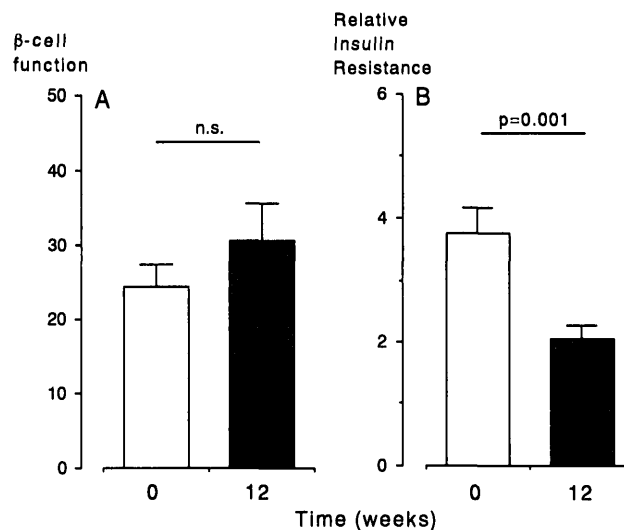 β-cell
function
A
n.s.
50
40
30
20
10
0
0 12
Relative
Insulin
Resistance
B
p=0.001
6
4
2
0
0 12
Time (weeks)